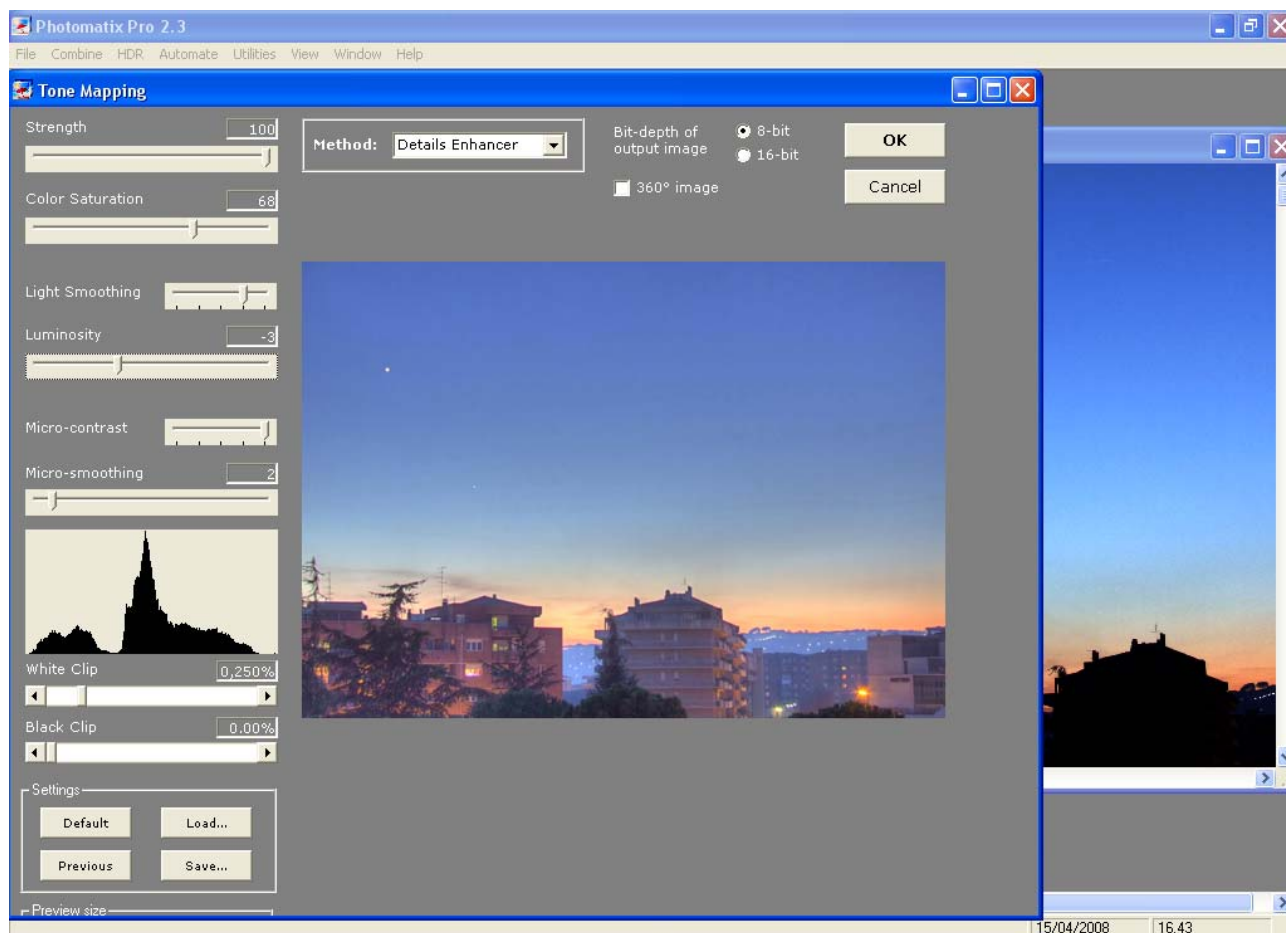 Photomatix Pro 2.3
File Combine HDR Automate Utilities View Window Help
Tone Mapping
Strength 100
Method: Details Enhancer
Bit-depth of output image
8-bit
16-bit
OK
360° image
Cancel
Color Saturation 68
Light Smoothing
Luminosity -3
Micro-contrast
Micro-smoothing 2
White Clip 0,250%
Black Clip 0.00%
Settings
Default Load...
Previous Save...
Preview size
15/04/2008 16.43